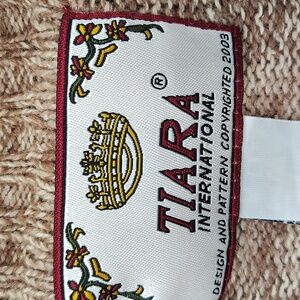 TIARA ®
INTERNATIONAL
DESIGN AND PATTERN COPYRIGHTED 2003